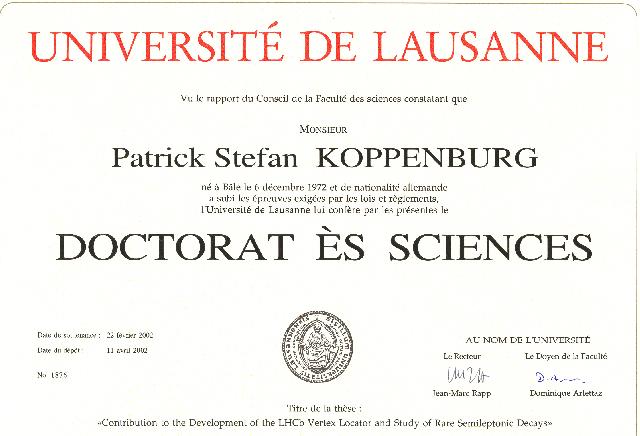 UNIVERSITÉ DE LAUSANNE
Vu le rapport du Conseil de la Faculté des sciences constatant que
MONSIEUR
Patrick Stefan KOPPENBURG
né à Bâle le 6 décembre 1972 et de nationalité allemande
a subi les épreuves exigées par les lois et règlements,
l'Université de Lausanne lui confère par les présentes le
DOCTORAT ÈS SCIENCES
Date de soutenance : 22 février 2002
Date du dépôt : 11 avril 2002
No 1876
AU NOM DE L'UNIVERSITÉ
Le Recteur
Le Doyen de la Faculté
Jean-Marc Rapp
Dominique Arlettaz
Titre de la thèse :
«Contribution to the Development of the LHCb Vertex Locator and Study of Rare Semileptonic Decays»